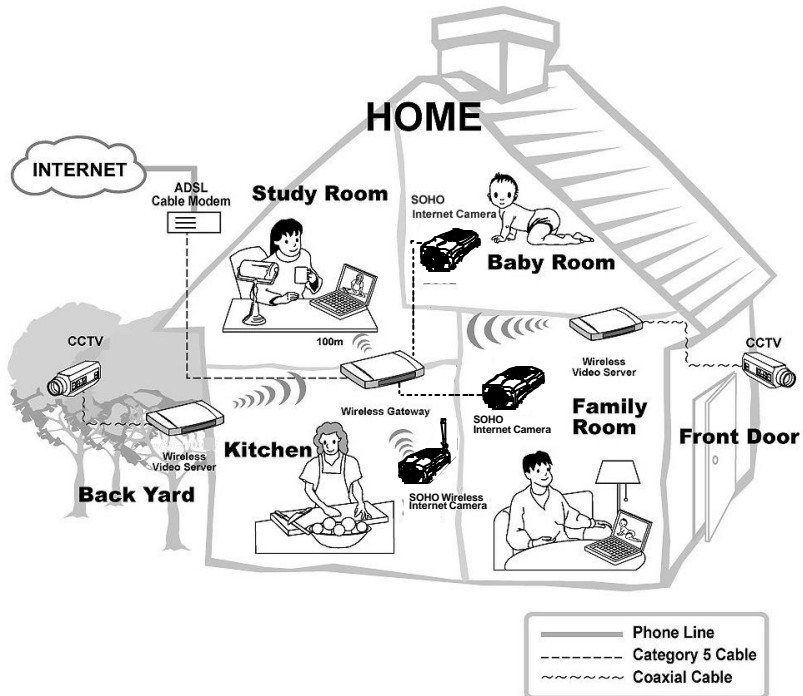 HOME
INTERNET
ADSL
Cable Modem
Study Room
SOHO
Internet Camera
Baby Room
CCTV
100m
Wireless
Video Server
CCTV
Wireless Gateway
SOHO
Internet Camera
Family
Room
Front Door
Kitchen
Wireless
Video Server
Back Yard
SOHO Wireless
Internet Camera
Phone Line
Category 5 Cable
Coaxial Cable